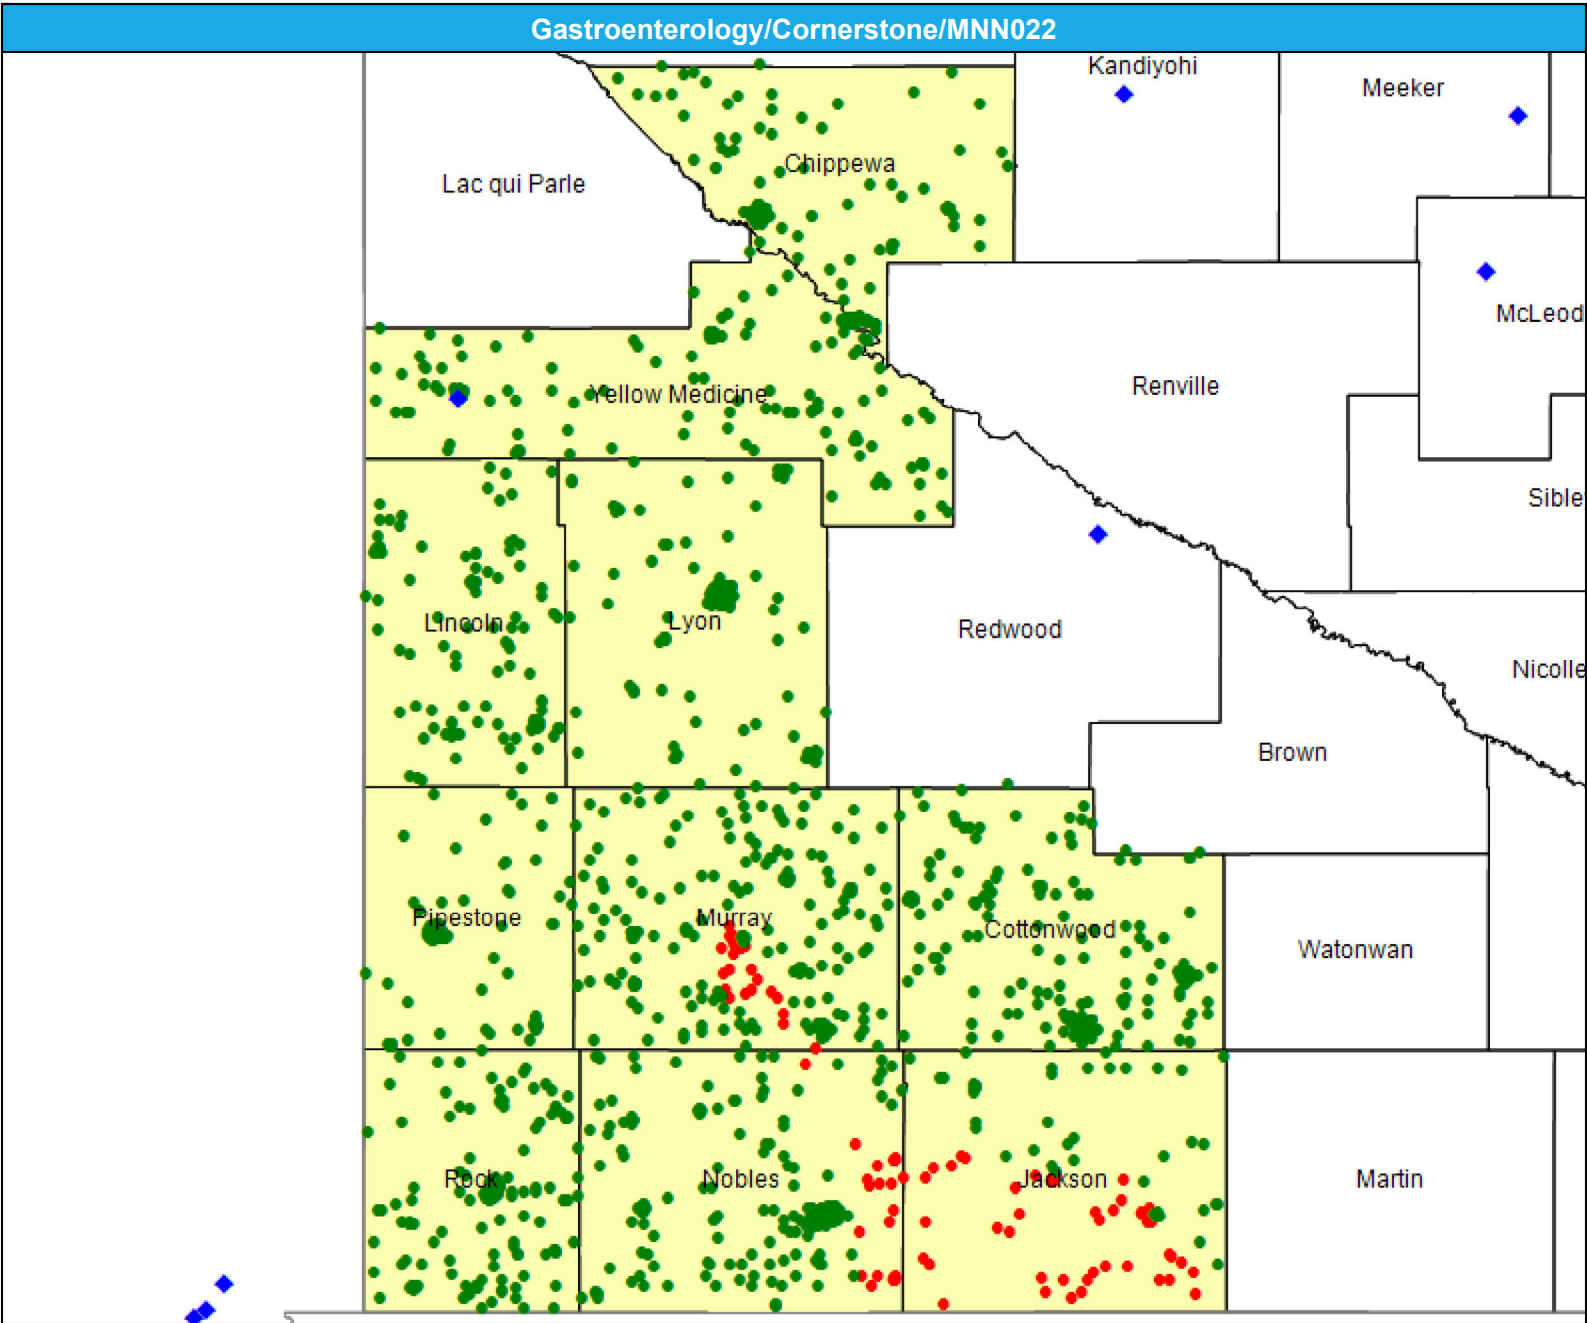 Gastroenterology/Cornerstone/MNN022
Kandiyohi
Meeker
Chippewa
Lac qui Parle
McLeod
Renville
Yellow Medicine
Sible
Lincoln
Lyon
Redwood
Nicolle
Brown
Pipestone
Murray
Cottonwood
Watonwan
Rock
Nobles
Jackson
Martin